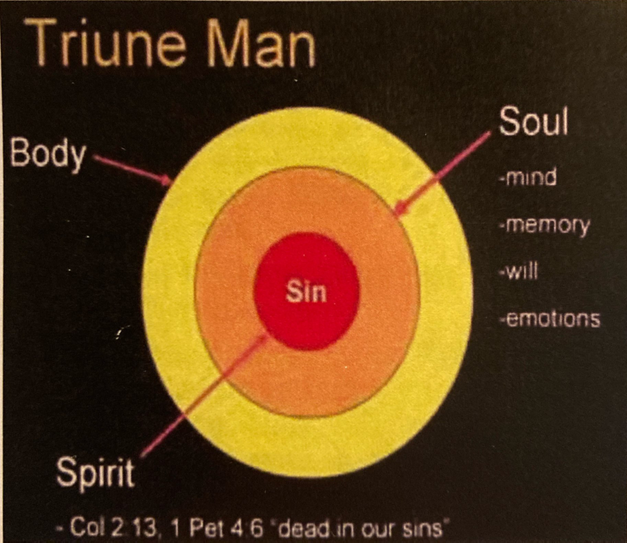 Triune Man
Body
Soul
-mind
-memory
-will
-emotions
Sin
Spirit
- Col 2:13, 1 Pet 4:6 "dead in our sins"